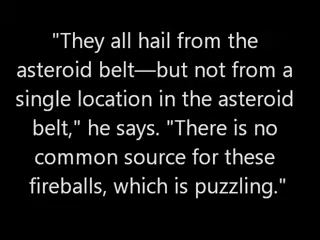 "They all hail from the
asteroid belt—but not from a
single location in the asteroid
belt," he says. "There is no
common source for these
fireballs, which is puzzling."